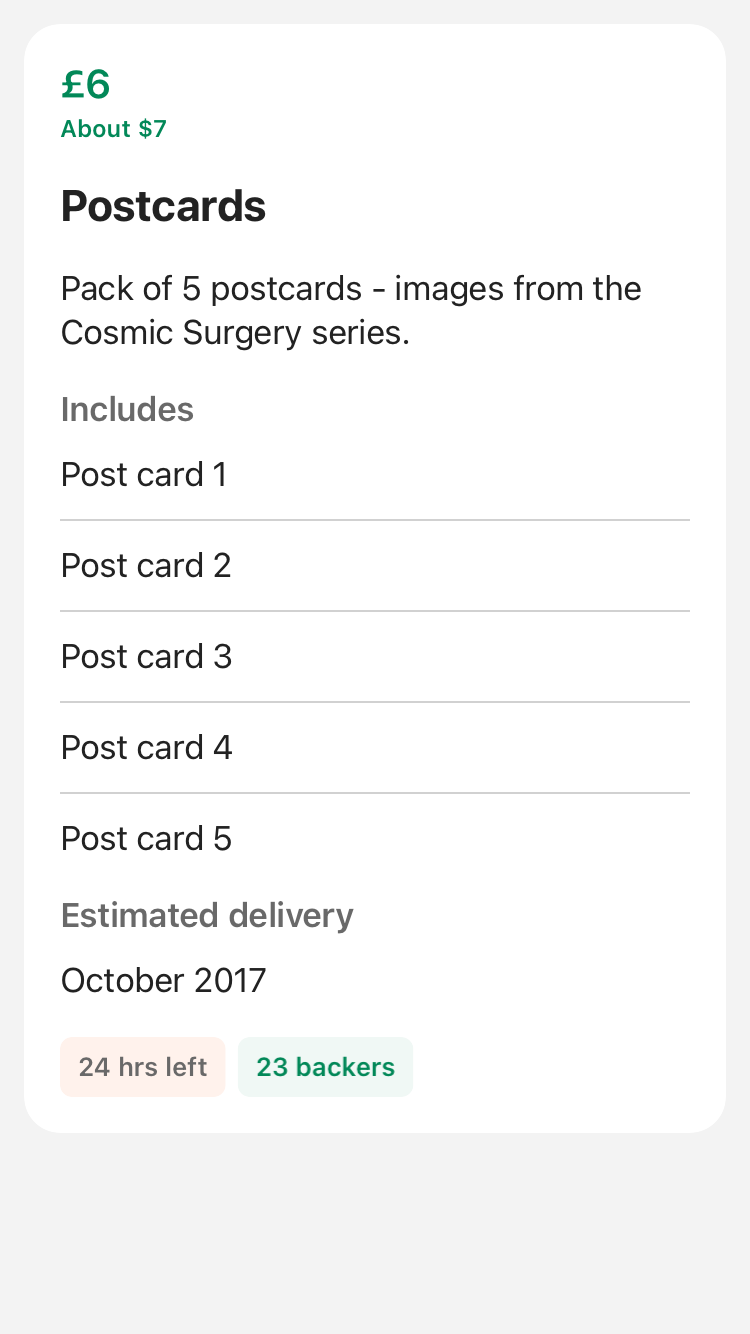 £6
About $7
Postcards
Pack of 5 postcards - images from the
Cosmic Surgery series.
Includes
Post card 1
Post card 2
Post card 3
Post card 4
Post card 5
Estimated delivery
October 2017
24 hrs left
23 backers